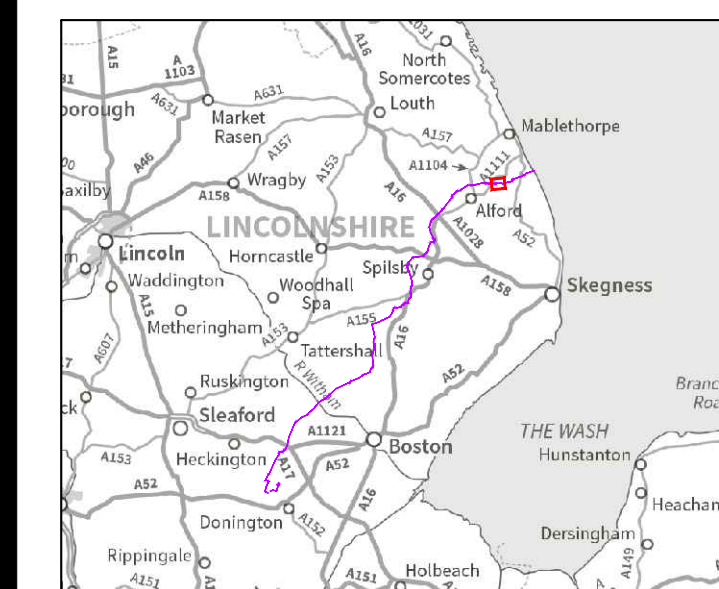 A15
A
1103
A631
A631
A16
1031
North
Somercotes
Louth
Market
Rasen
A157
A153
A157
Mablethorpe
A1104
A1111
A46
A158
Wragby
A16
Alford
A1028
A52
LINCOLNSHIRE
Lincoln
Horncastle
Spilsby
Waddington
Woodhall
Spa
A158
Skegness
A15
Metheringham
A155
A153
A16
Tattershall
A607
R Witham
A52
Ruskington
Sleaford
A1121
Boston
THE WASH
Hunstanton
A153
Heckington
A17
A52
A52
A16
Donington
A152
Dersingham
A149
Rippingale
A151
A151
Holbeach